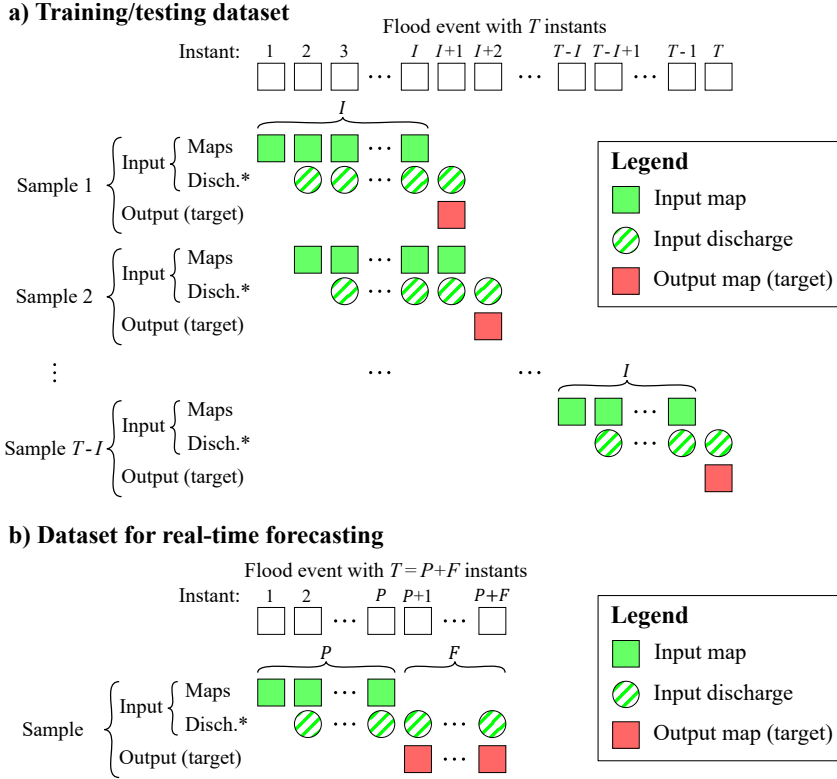 a) Training/testing dataset
Flood event with T instants
Instant: 1 2 3 ... I I+1 I+2 ... T-I T-I+1 ... T-1 T
I
Sample 1
Input
Maps
Disch.*
Output (target)
Sample 2
Input
Maps
Disch.*
Output (target)
⋮ ... ...
I
Sample T-I
Input
Maps
Disch.*
Output (target)
Legend
Input map
Input discharge
Output map (target)
b) Dataset for real-time forecasting
Flood event with T = P+F instants
Instant: 1 2 ... P P+1 ... P+F
P F
Sample
Input
Maps
Disch.*
Output (target)
Legend
Input map
Input discharge
Output map (target)